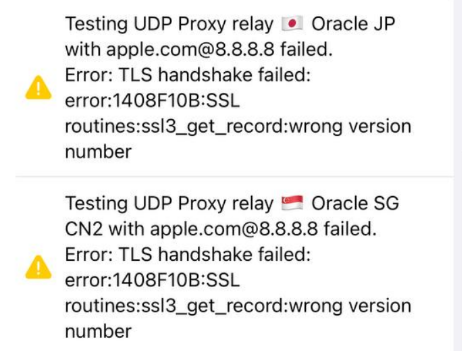 Testing UDP Proxy relay 🇯🇵 Oracle JP
with apple.com@8.8.8.8 failed.
Error: TLS handshake failed:
error:1408F10B:SSL
routines:ssl3_get_record:wrong version
number
Testing UDP Proxy relay 🇸🇬 Oracle SG
CN2 with apple.com@8.8.8.8 failed.
Error: TLS handshake failed:
error:1408F10B:SSL
routines:ssl3_get_record:wrong version
number